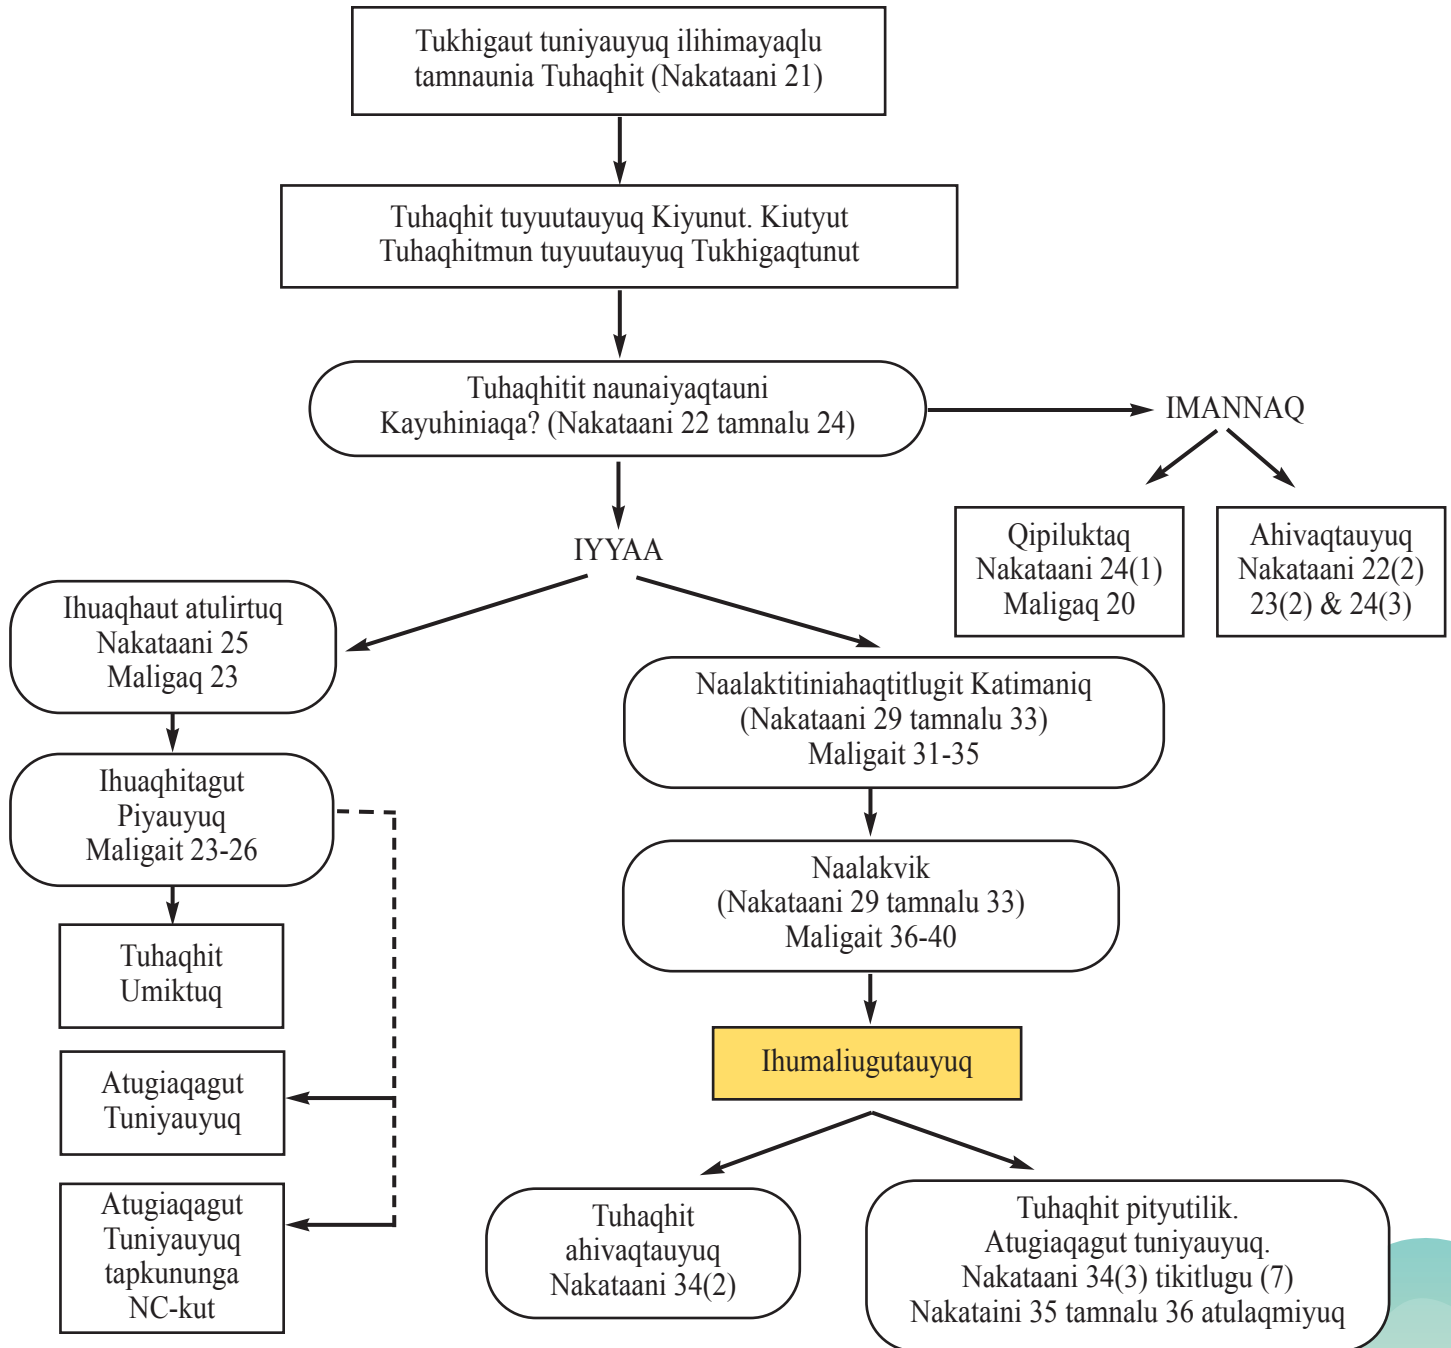 Tukhigaut tuniyauyuq ilihimayaqlu
tamnaunia Tuhaqhit (Nakataani 21)
Tuhaqhit tuyuutauyuq Kiyunut. Kiutyut
Tuhaqhitmun tuyuutauyuq Tukhigaqtunut
Tuhaqhitit naunaiyaqtauni
Kayuhiniaqa? (Nakataani 22 tamnalu 24)
IMANNAQ
Qipiluktaq
Nakataani 24(1)
Maligaq 20
Ahivaqtauyuq
Nakataani 22(2)
23(2) & 24(3)
IYYAA
Ihuaqhaut atulirtuq
Nakataani 25
Maligaq 23
Ihuaqhitagut
Piyauyuq
Maligait 23-26
Tuhaqhit
Umiktuq
Atugiaqagut
Tuniyauyuq
Atugiaqagut
Tuniyauyuq
tapkununga
NC-kut
Naalaktitiniahaqtitlugit Katimaniq
(Nakataani 29 tamnalu 33)
Maligait 31-35
Naalakvik
(Nakataani 29 tamnalu 33)
Maligait 36-40
Ihumaliugutauyuq
Tuhaqhit
ahivaqtauyuq
Nakataani 34(2)
Tuhaqhit pityutilik.
Atugiaqagut tuniyauyuq.
Nakataani 34(3) tikitlugu (7)
Nakataini 35 tamnalu 36 atulaqmiyuq